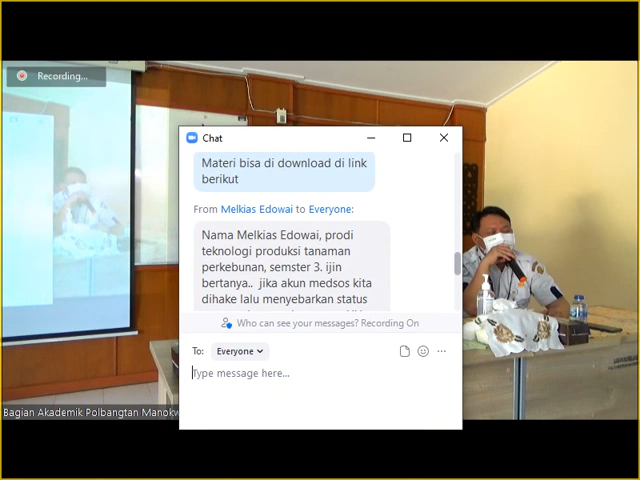 Recording...
Chat
Materi bisa di download di link
berikut
From Melkias Edowai to Everyone:
Nama Melkias Edowai, prodi
teknologi produksi tanaman
perkebunan, semster 3. ijin
bertanya.. jika akun medsos kita
dihake lalu menyebarkan status
Who can see your messages? Recording On
To: Everyone
Type message here...
Bagian Akademik Polbangtan Manokw